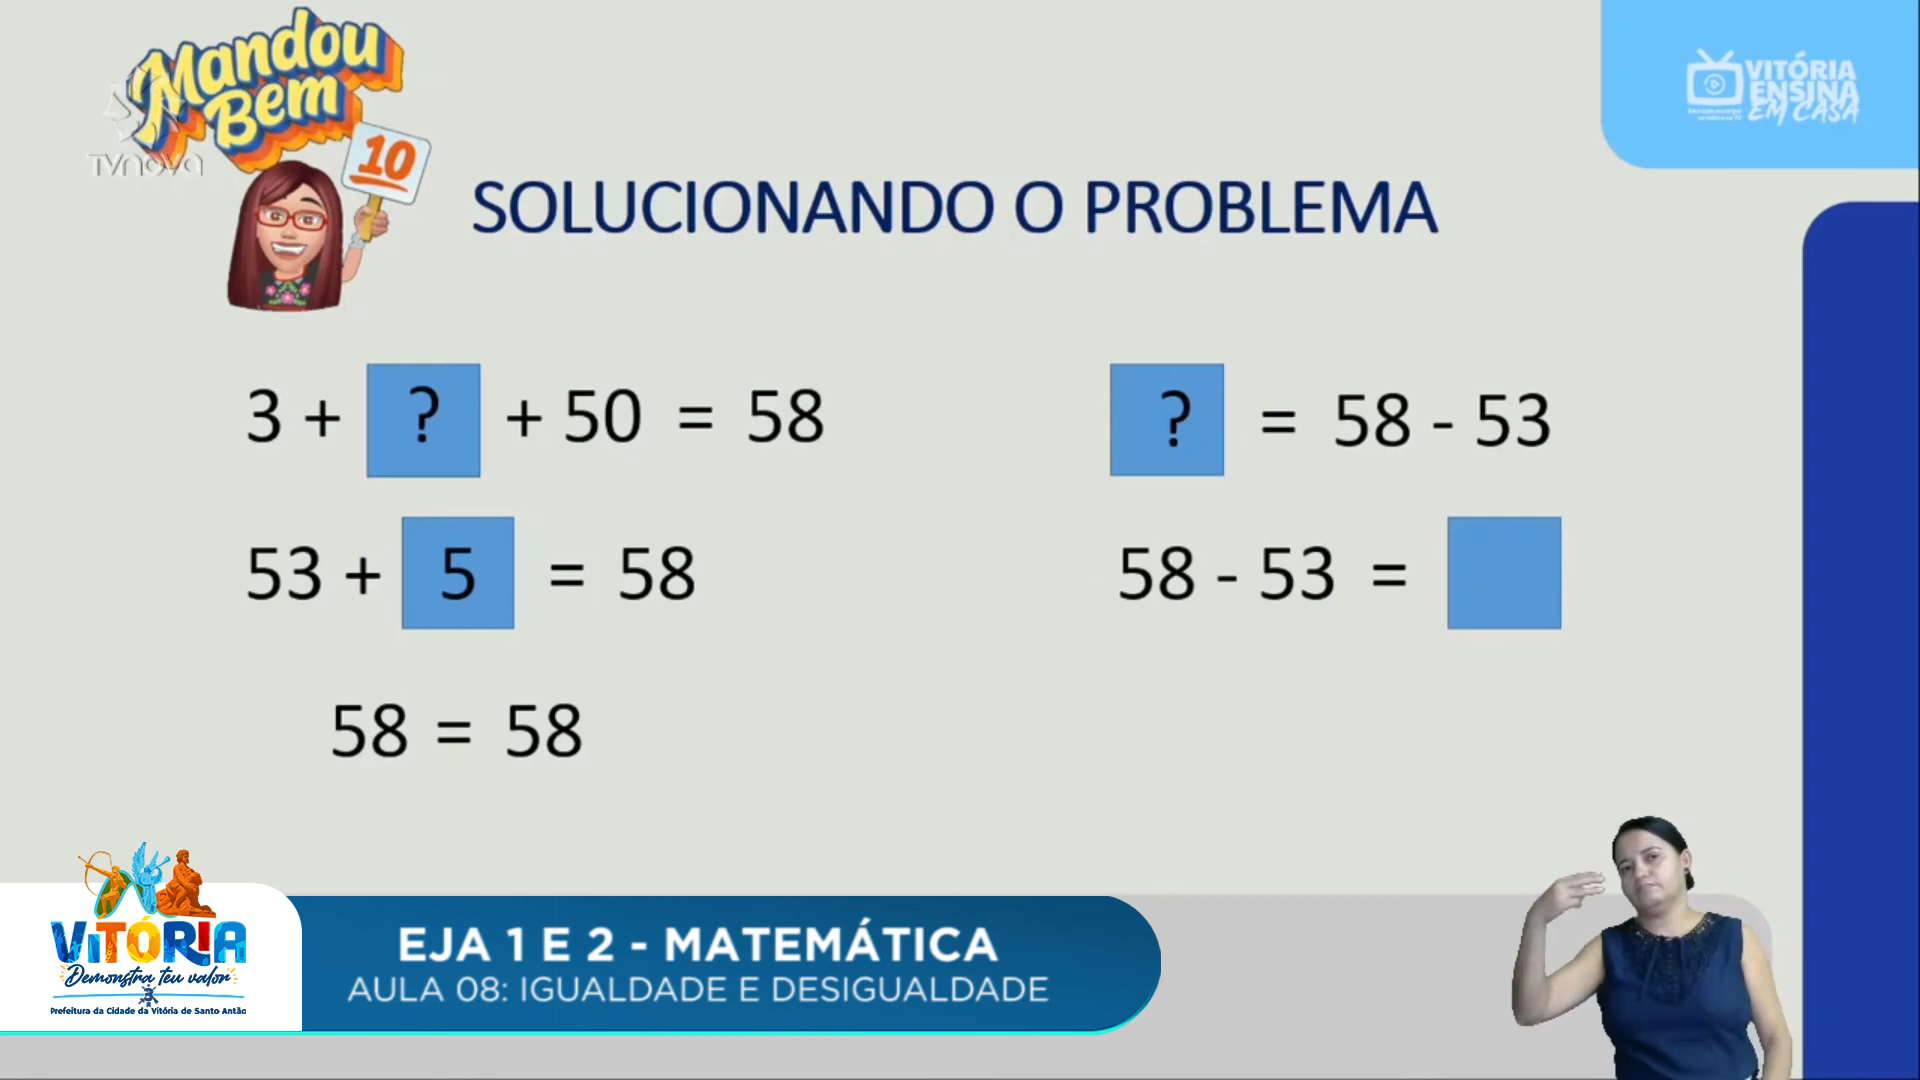 Mandou
Bem
10
TVNOVA
VITÓRIA
ENSINA
EM CASA
SOLUCIONANDO O PROBLEMA
3 + ? + 50 = 58
? = 58 - 53
53 + 5 = 58
58 - 53 =
58 = 58
VITÓRIA
Demonstra teu valor
Prefeitura da Cidade da Vitória de Santo Antão
EJA 1 E 2 - MATEMÁTICA
AULA 08: IGUALDADE E DESIGUALDADE